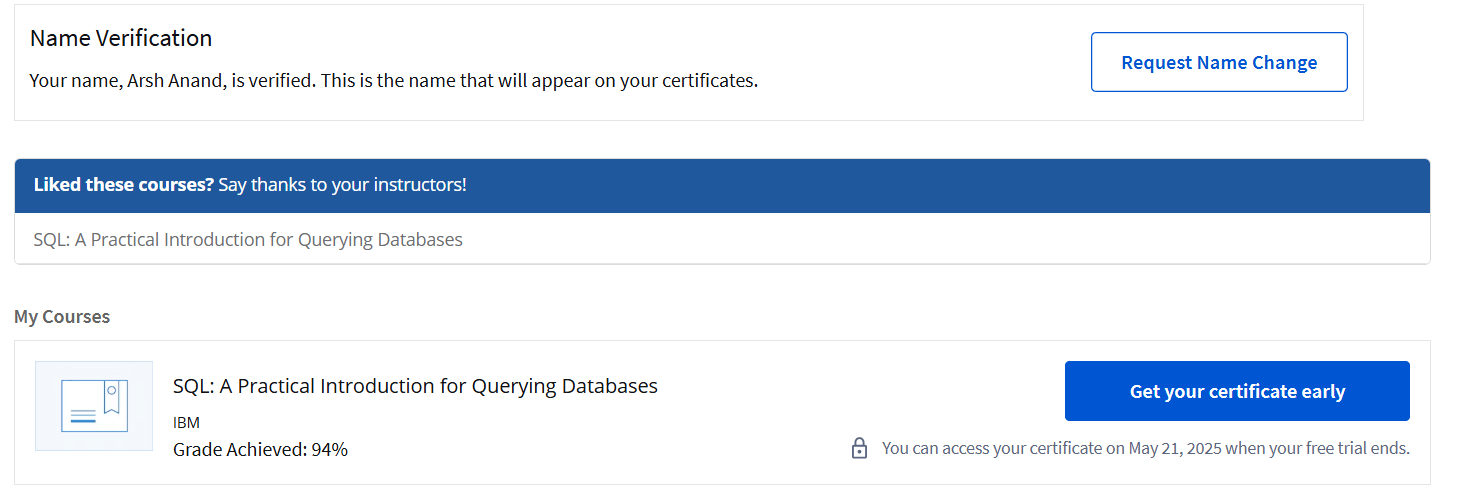 Name Verification
Your name, Arsh Anand, is verified. This is the name that will appear on your certificates.
Request Name Change
Liked these courses? Say thanks to your instructors!
SQL: A Practical Introduction for Querying Databases
My Courses
SQL: A Practical Introduction for Querying Databases
IBM
Grade Achieved: 94%
Get your certificate early
You can access your certificate on May 21, 2025 when your free trial ends.